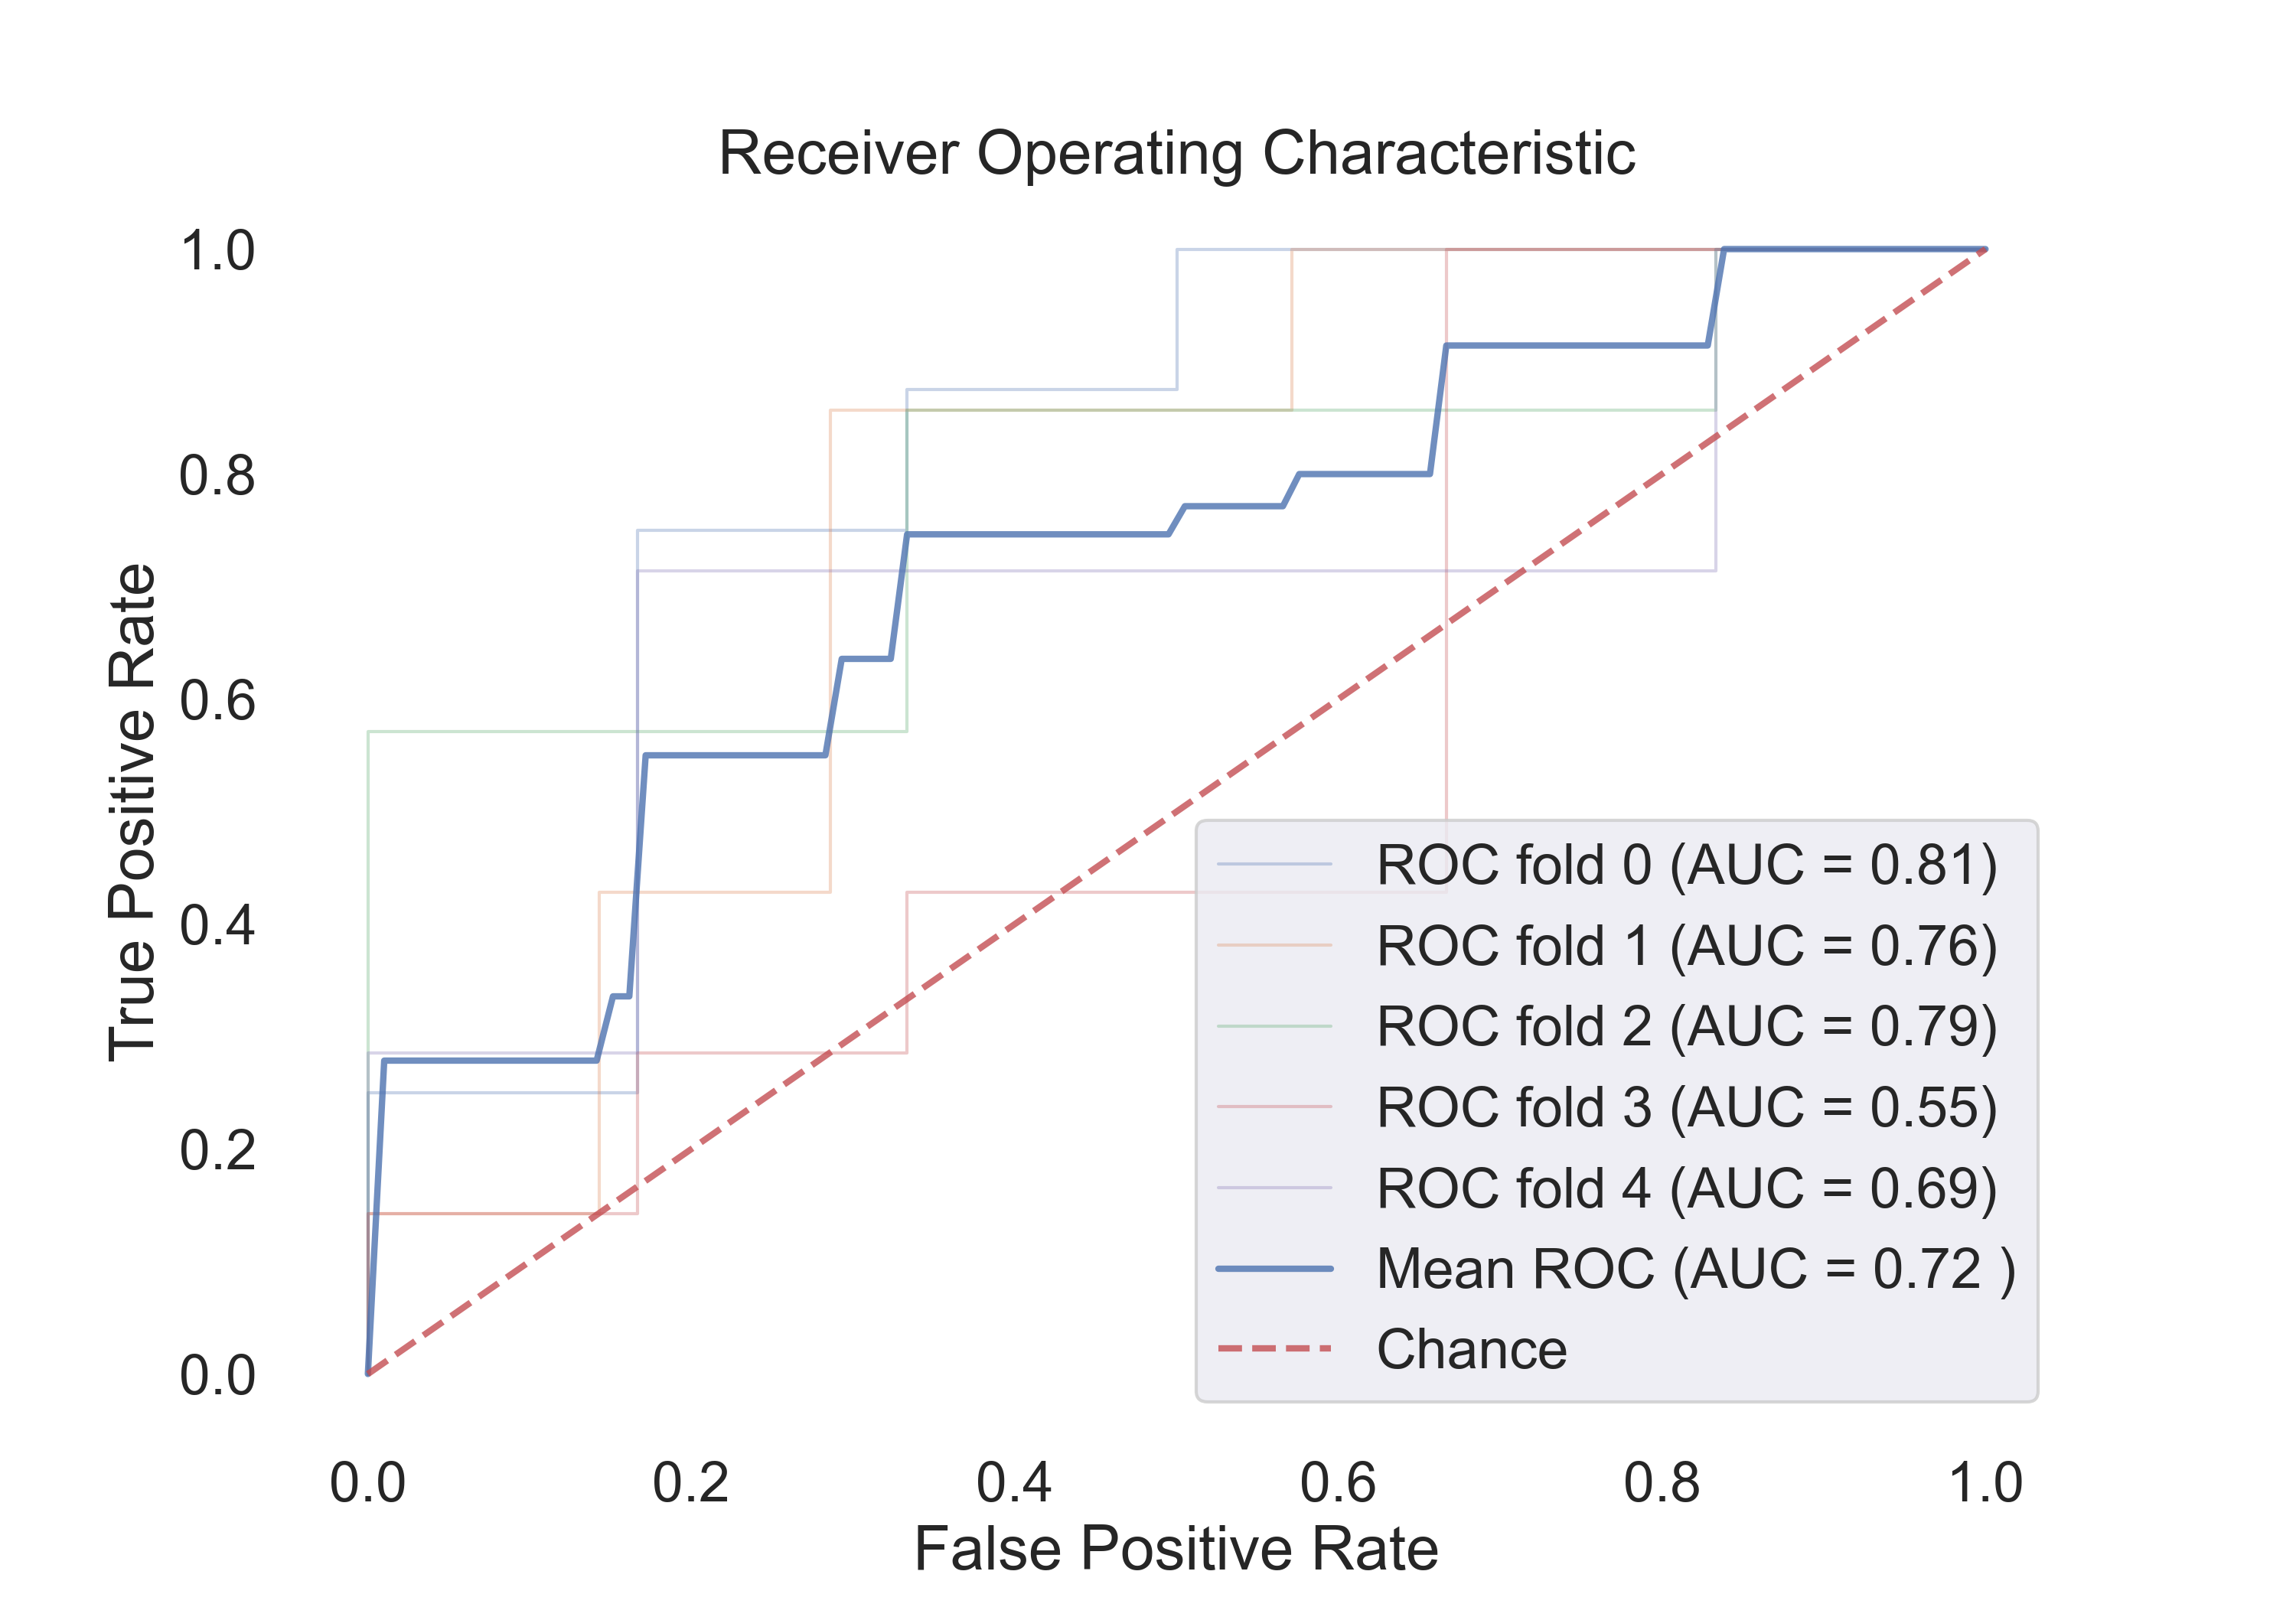 Receiver Operating Characteristic
1.0
0.8
0.6
0.4
0.2
0.0
True Positive Rate
ROC fold 0 (AUC = 0.81)
ROC fold 1 (AUC = 0.76)
ROC fold 2 (AUC = 0.79)
ROC fold 3 (AUC = 0.55)
ROC fold 4 (AUC = 0.69)
Mean ROC (AUC = 0.72 )
Chance
0.0 0.2 0.4 0.6 0.8 1.0
False Positive Rate